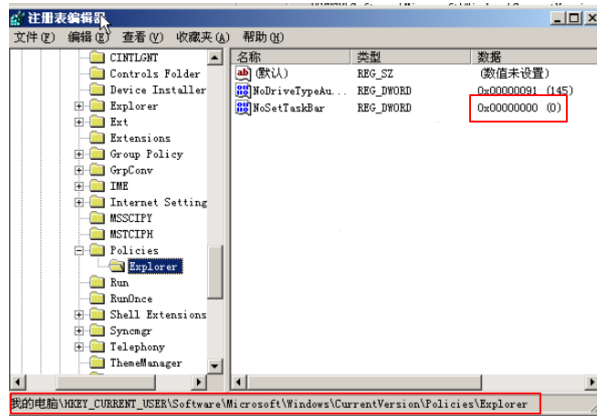 注册表编辑器
文件(F) 编辑(E) 查看(V) 收藏夹(A) 帮助(H)
CINTLGNT
Controls Folder
Device Installer
Explorer
Ext
Extensions
Group Policy
GrpConv
IME
Internet Setting
MSSCIPY
MSTCIPH
Policies
Explorer
Run
RunOnce
Shell Extensions
Syncmgr
Telephony
ThemeManager
名称 类型 数据
(默认) REG_SZ (数值未设置)
NoDriveTypeAu... REG_DWORD 0x00000091 (145)
NoSetTaskBar REG_DWORD 0x00000000 (0)
我的电脑\HKEY_CURRENT_USER\Software\Microsoft\Windows\CurrentVersion\Policies\Explorer